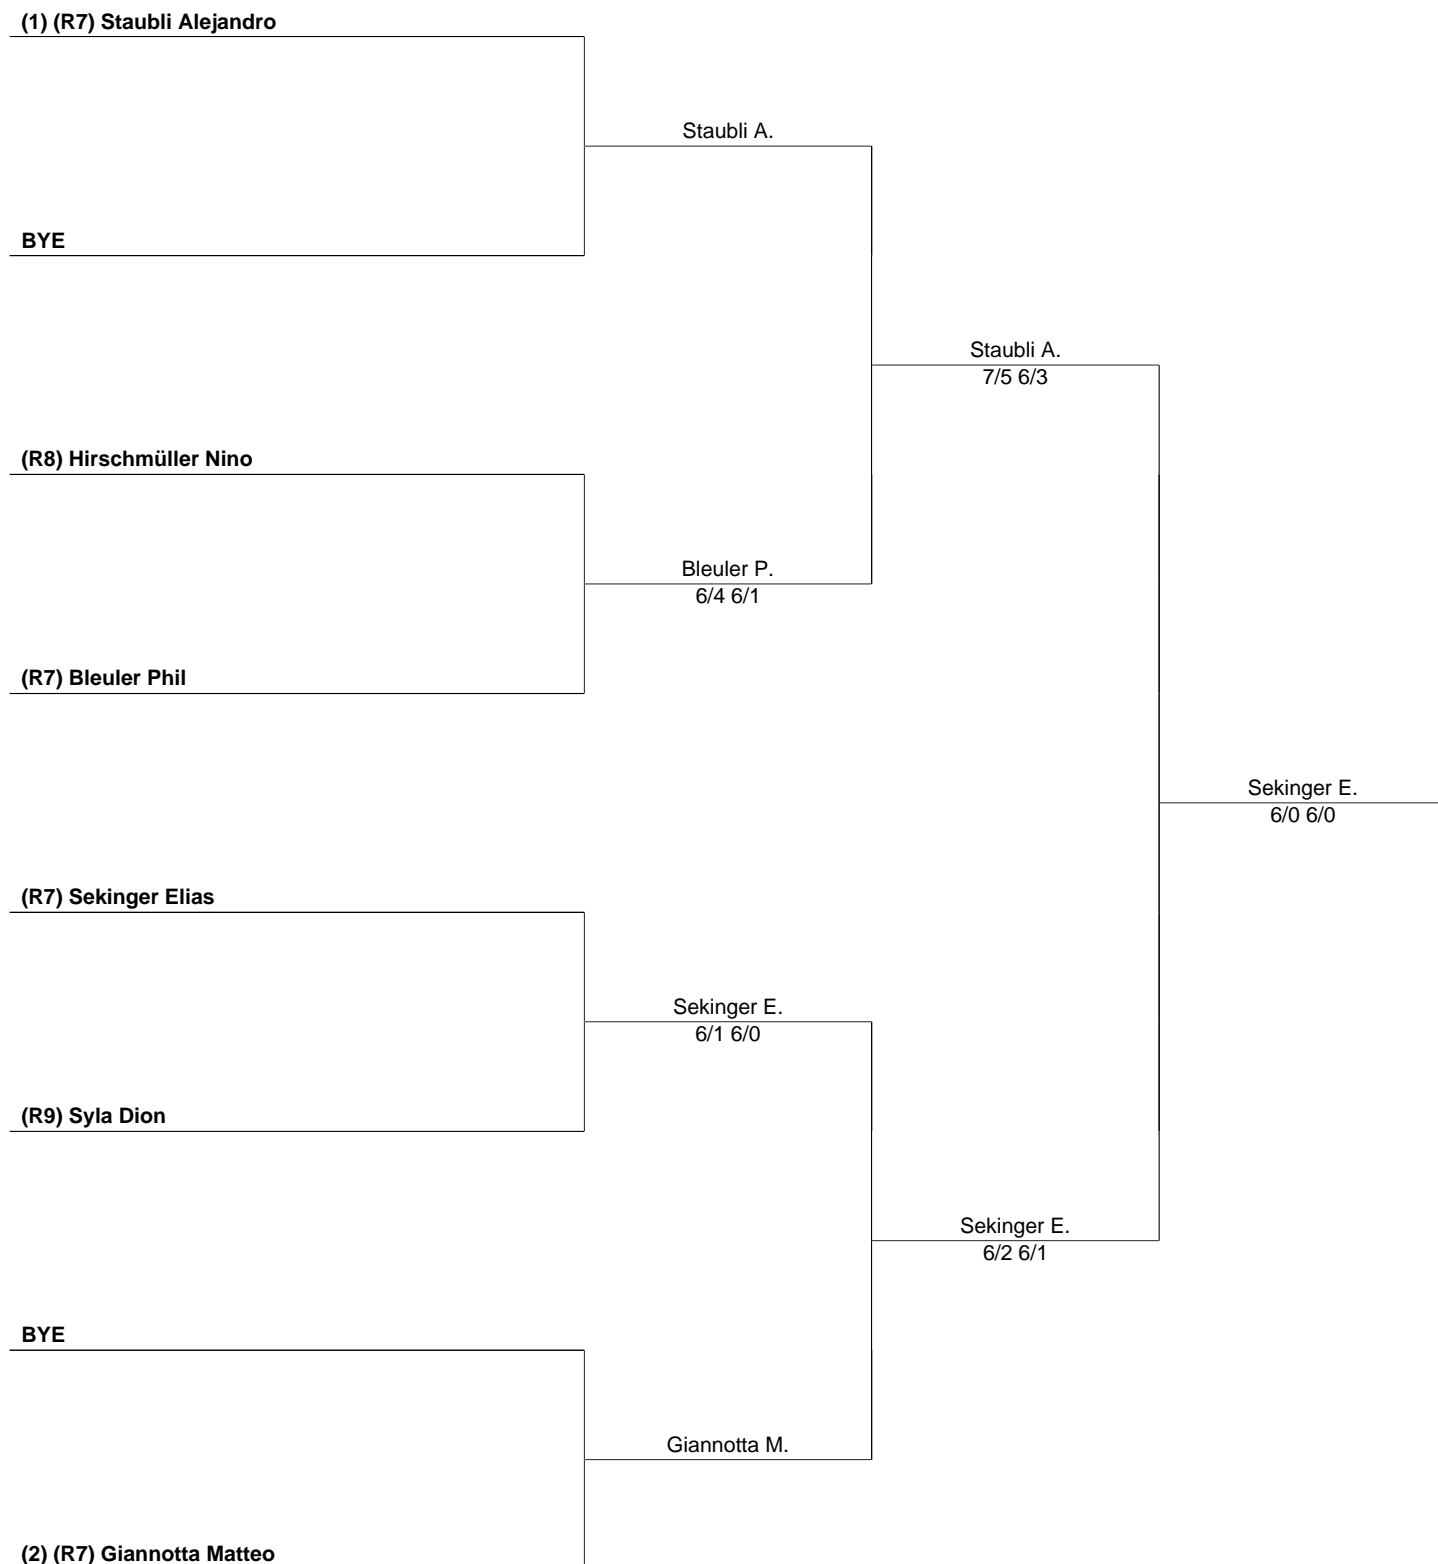 (1) (R7) Staubli Alejandro
Staubli A.
BYE
Staubli A.
7/5 6/3
(R8) Hirschmüller Nino
Bleuler P.
6/4 6/1
(R7) Bleuler Phil
Sekinger E.
6/0 6/0
(R7) Sekinger Elias
Sekinger E.
6/1 6/0
(R9) Syla Dion
Sekinger E.
6/2 6/1
BYE
Giannotta M.
(2) (R7) Giannotta Matteo